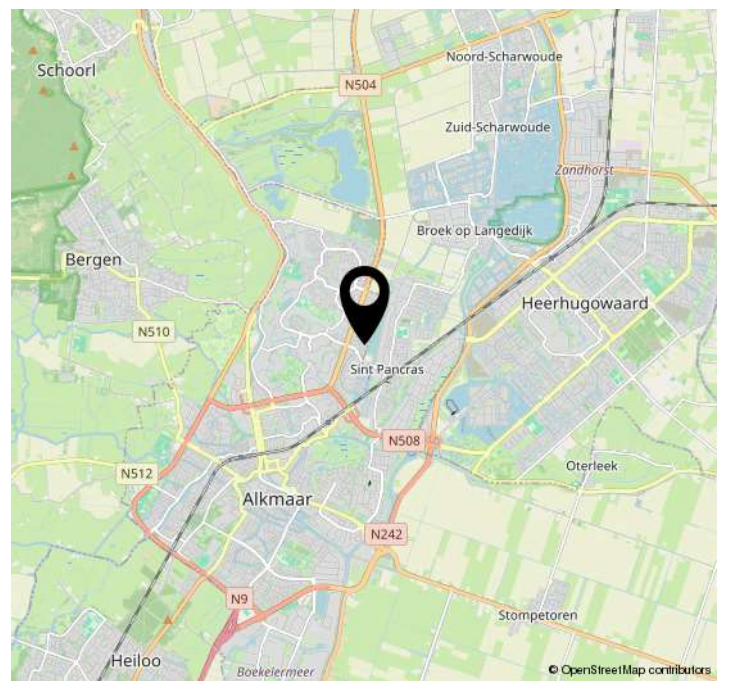 Schoorl
Noord-Scharwoude
N504
Zuid-Scharwoude
Zandhorst
Broek op Langedijk
Bergen
Heerhugowaard
N510
Sint Pancras
N508
Oterleek
N512
Alkmaar
N242
N9
Stompetoren
Heiloo
Boekelermeer
© OpenStreetMap contributors